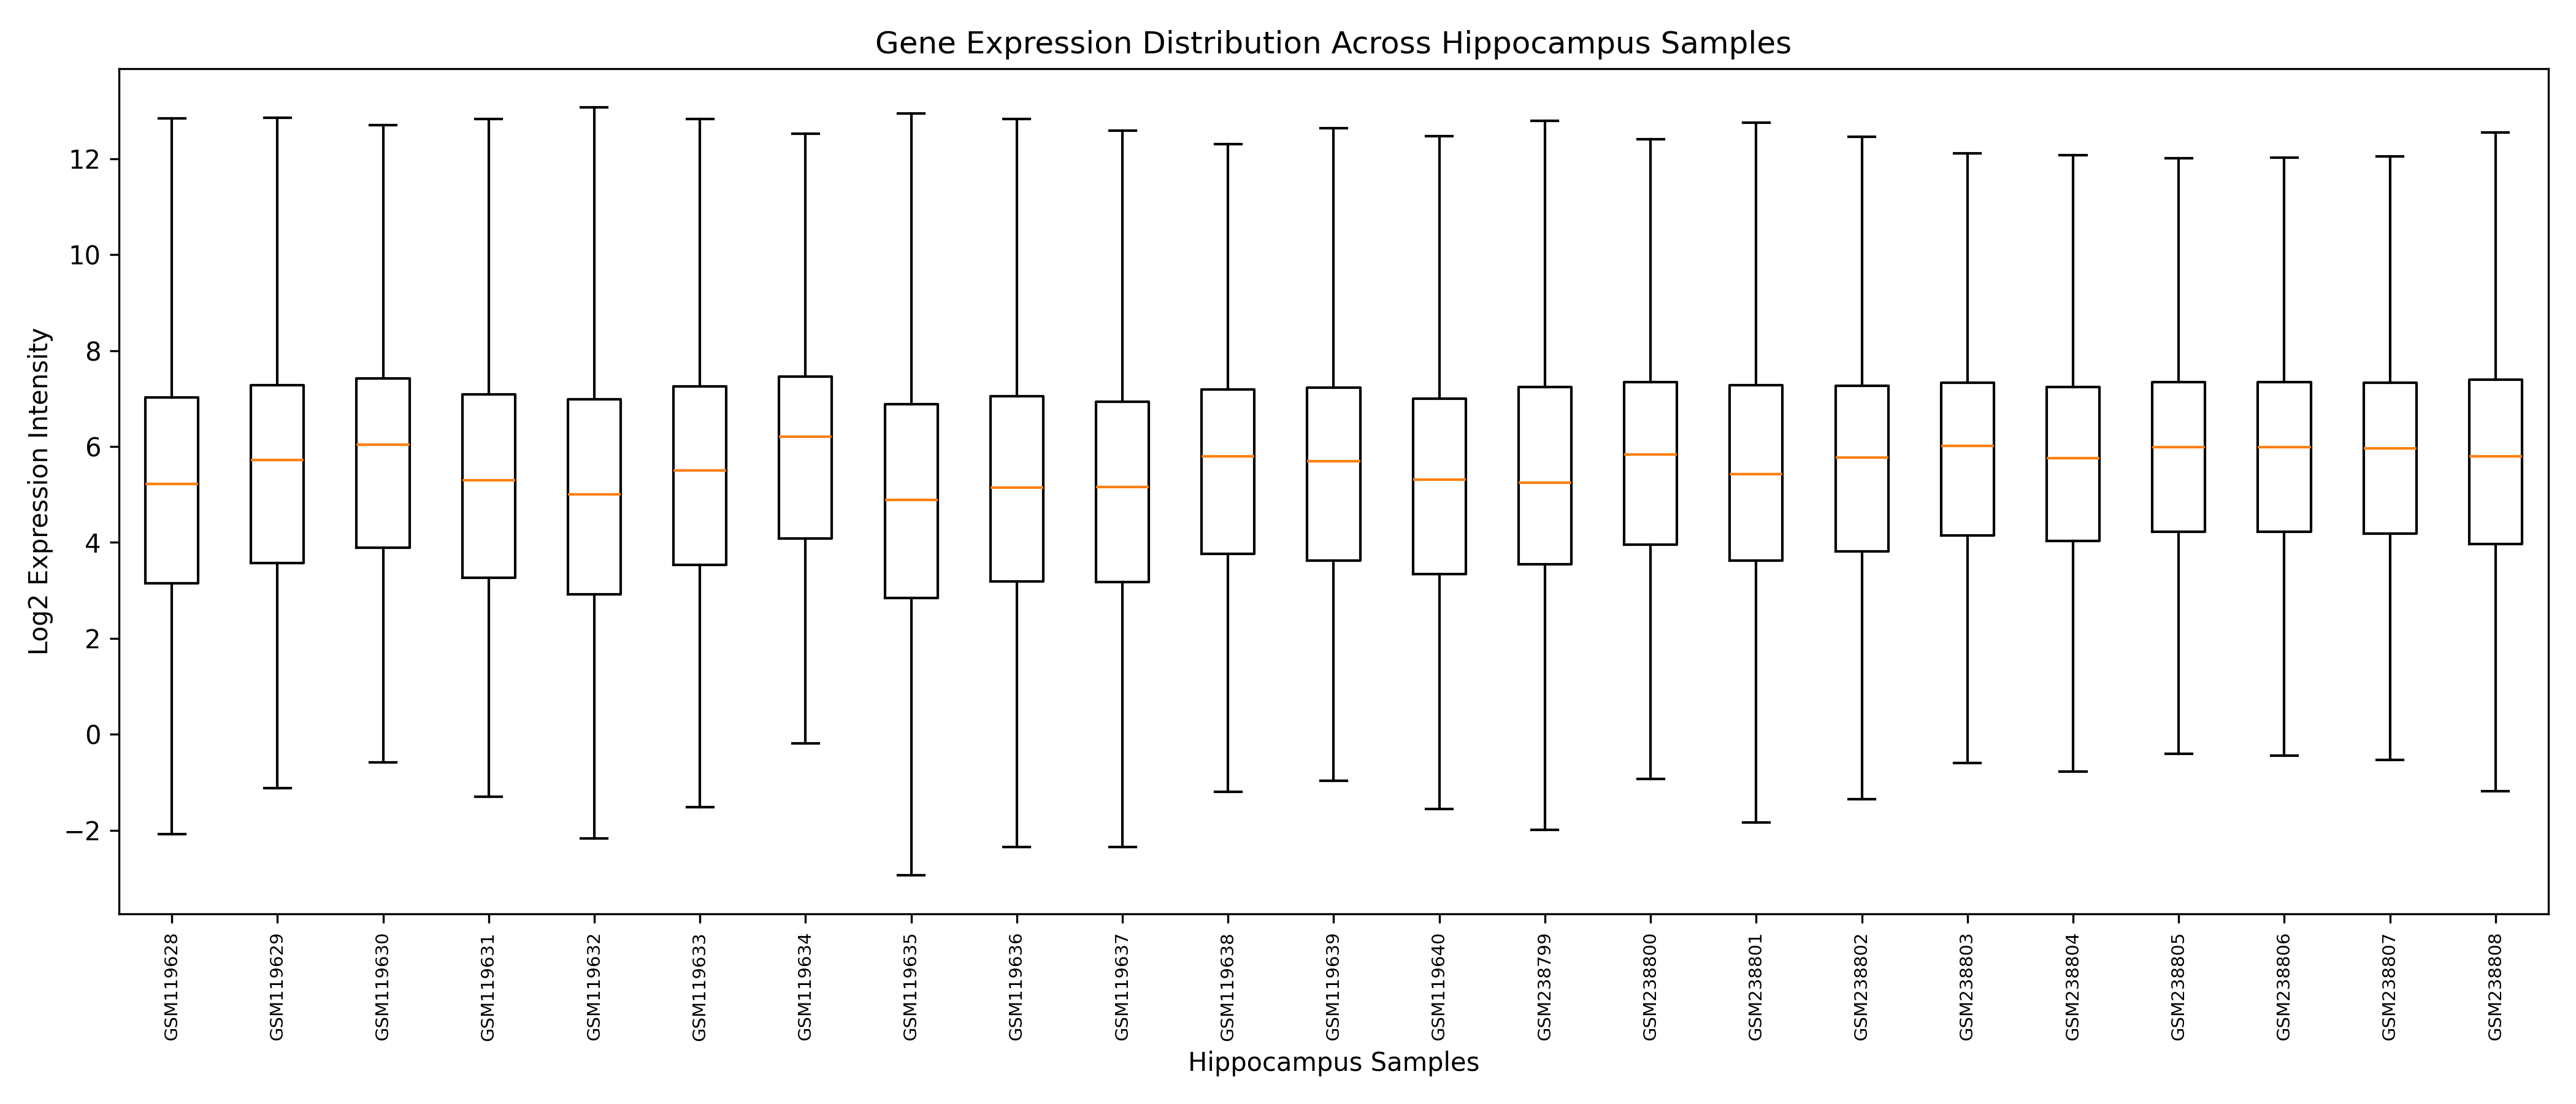 Gene Expression Distribution Across Hippocampus Samples
Log2 Expression Intensity
12
10
8
6
4
2
0
−2
GSM119628
GSM119629
GSM119630
GSM119631
GSM119632
GSM119633
GSM119634
GSM119635
GSM119636
GSM119637
GSM119638
GSM119639
GSM119640
GSM238799
GSM238800
GSM238801
GSM238802
GSM238803
GSM238804
GSM238805
GSM238806
GSM238807
GSM238808
Hippocampus Samples